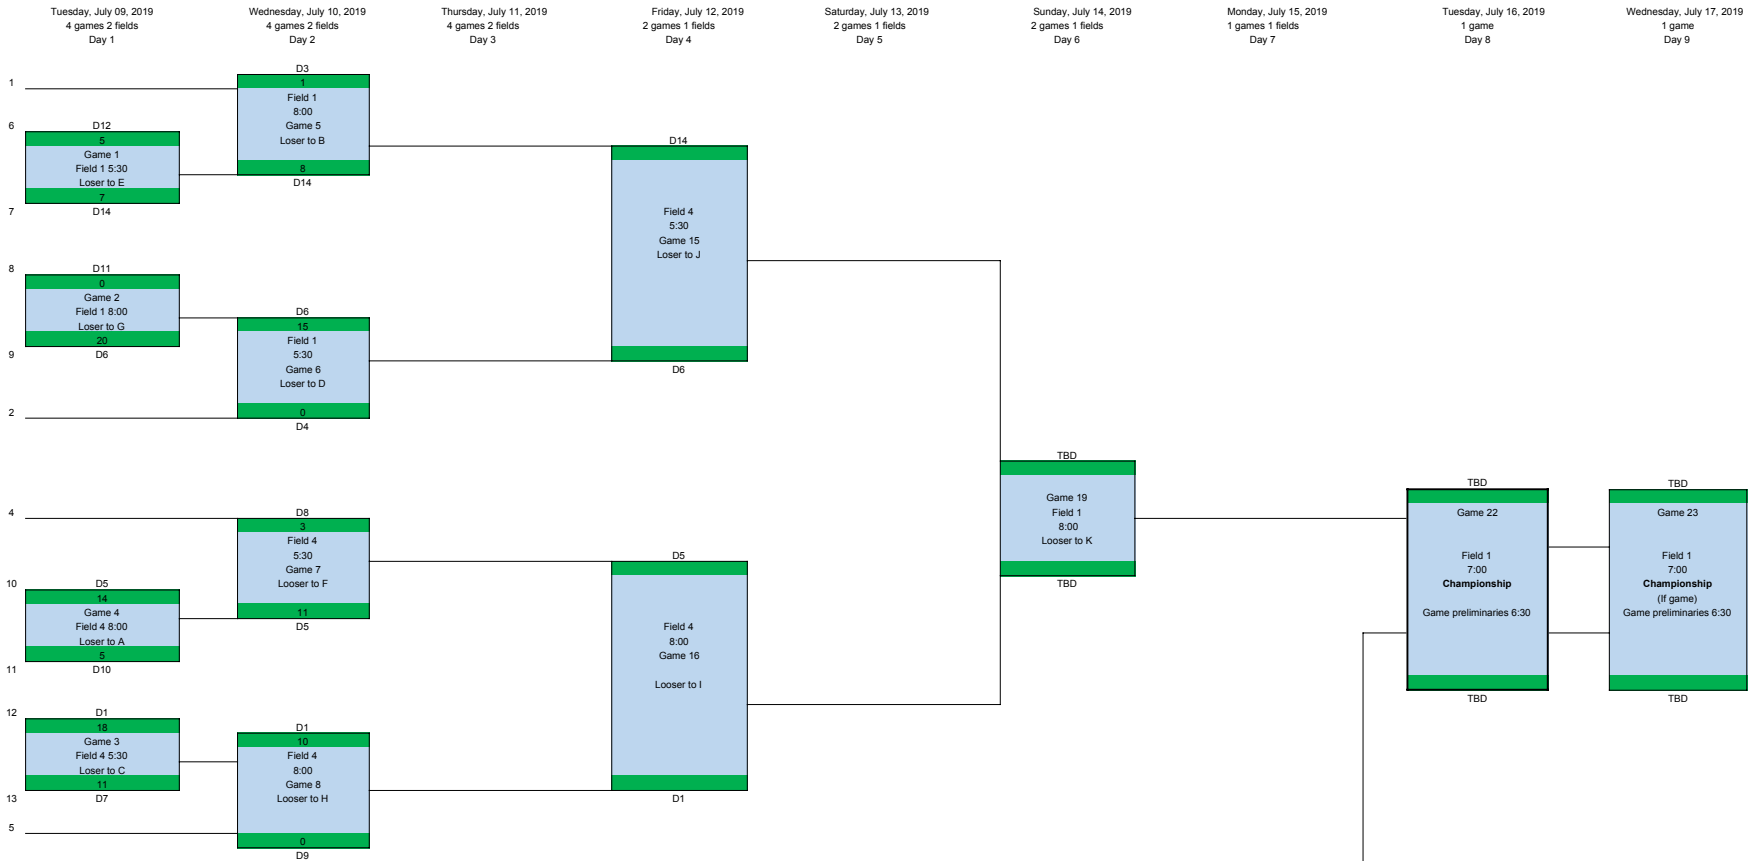 Tuesday, July 09, 2019
4 games 2 fields
Day 1
Wednesday, July 10, 2019
4 games 2 fields
Day 2
Thursday, July 11, 2019
4 games 2 fields
Day 3
Friday, July 12, 2019
2 games 1 fields
Day 4
Saturday, July 13, 2019
2 games 1 fields
Day 5
Sunday, July 14, 2019
2 games 1 fields
Day 6
Monday, July 15, 2019
1 games 1 fields
Day 7
Tuesday, July 16, 2019
1 game
Day 8
Wednesday, July 17, 2019
1 game
Day 9
1
6
D12
5
Game 1
Field 1 5:30
Loser to E
7
D14
7
8
D11
0
Game 2
Field 1 8:00
Loser to G
20
D6
9
2
4
10
D5
14
Game 4
Field 4 8:00
Loser to A
5
D10
11
12
D1
18
Game 3
Field 4 5:30
Loser to C
11
D7
13
5
D3
1
Field 1
8:00
Game 5
Loser to B
8
D14
D6
15
Field 1
5:30
Game 6
Loser to D
0
D4
D8
3
Field 4
5:30
Game 7
Looser to F
11
D5
D1
10
Field 4
8:00
Game 8
Looser to H
0
D9
D14
Field 4
5:30
Game 15
Loser to J
D6
D5
Field 4
8:00
Game 16
Looser to I
D1
TBD
Game 19
Field 1
8:00
Looser to K
TBD
TBD
Game 22
Field 1
7:00
Championship
Game preliminaries 6:30
TBD
TBD
Game 23
Field 1
7:00
Championship
(If game)
Game preliminaries 6:30
TBD